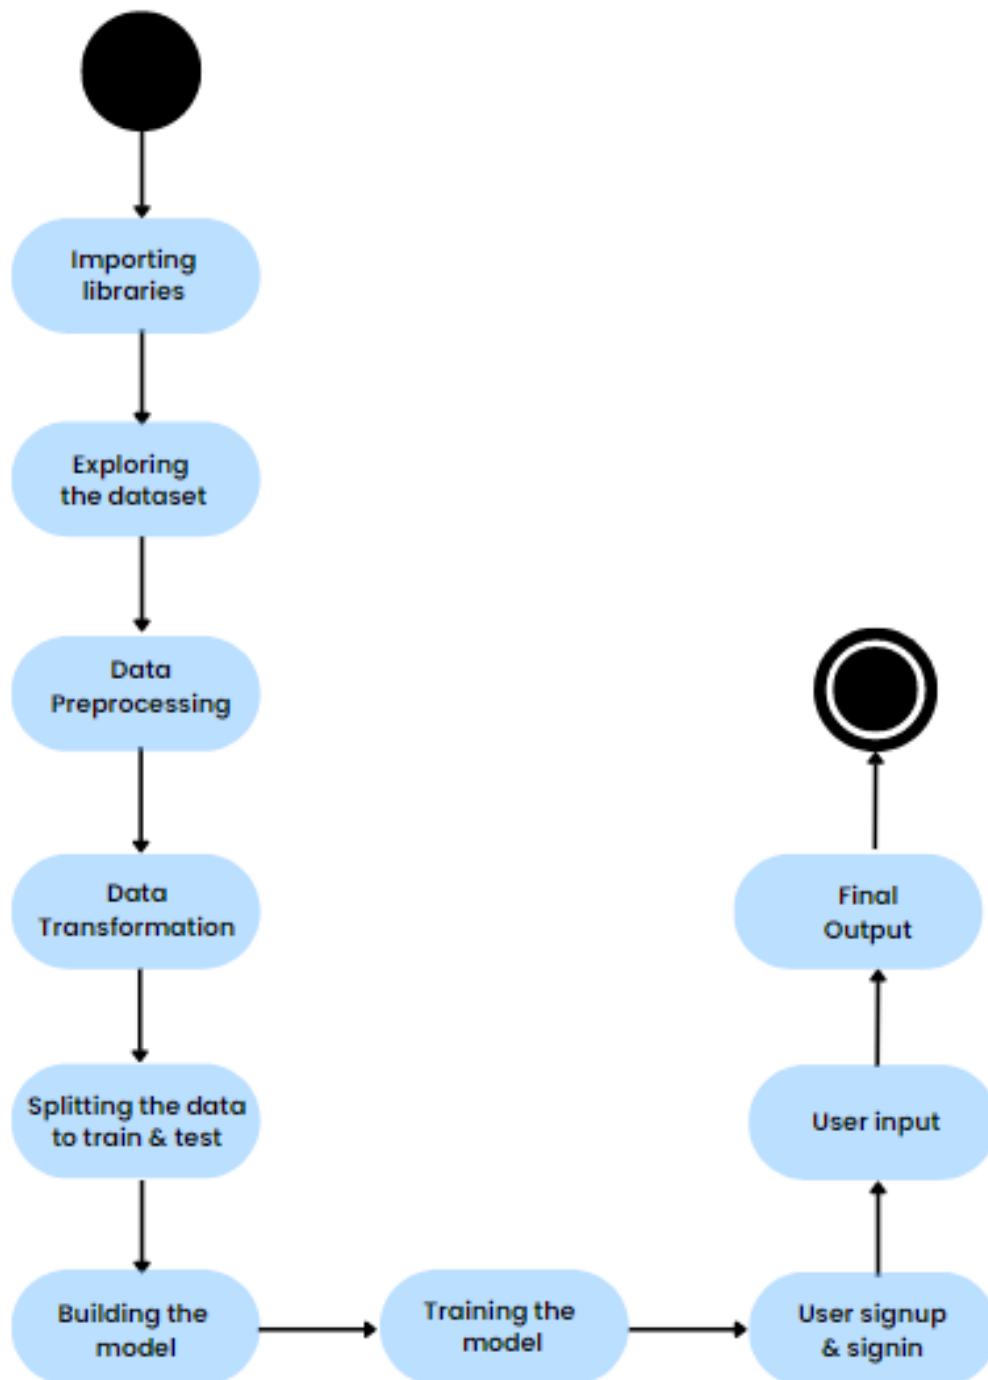 Importing
libraries
Exploring
the dataset
Data
Preprocessing
Data
Transformation
Splitting the data
to train & test
Building the
model
Training the
model
User signup
& signin
User input
Final
Output